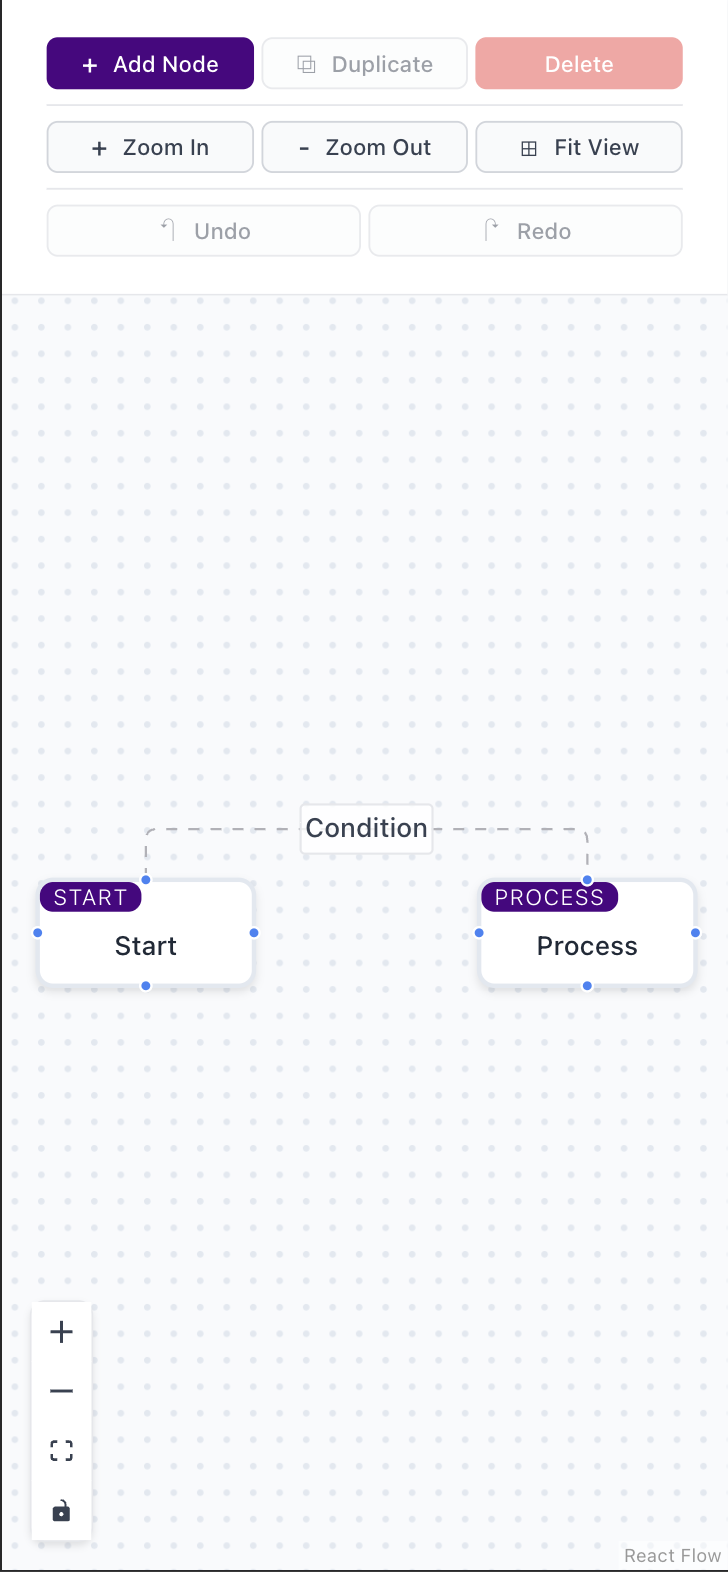 + Add Node
Duplicate
Delete
+ Zoom In
- Zoom Out
Fit View
Undo
Redo
Condition
START
Start
PROCESS
Process
React Flow